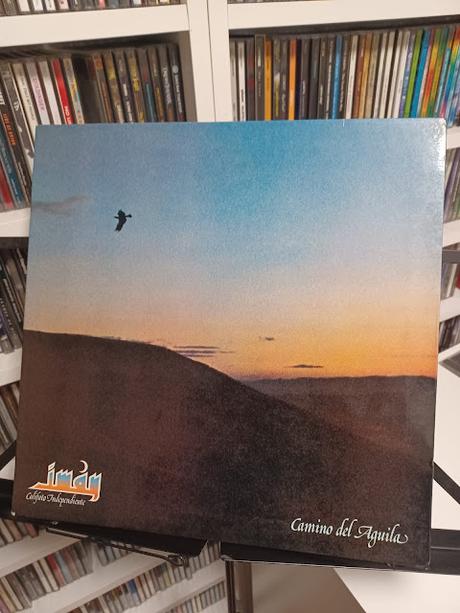 imán
Califato Independiente
Camino del Aguila